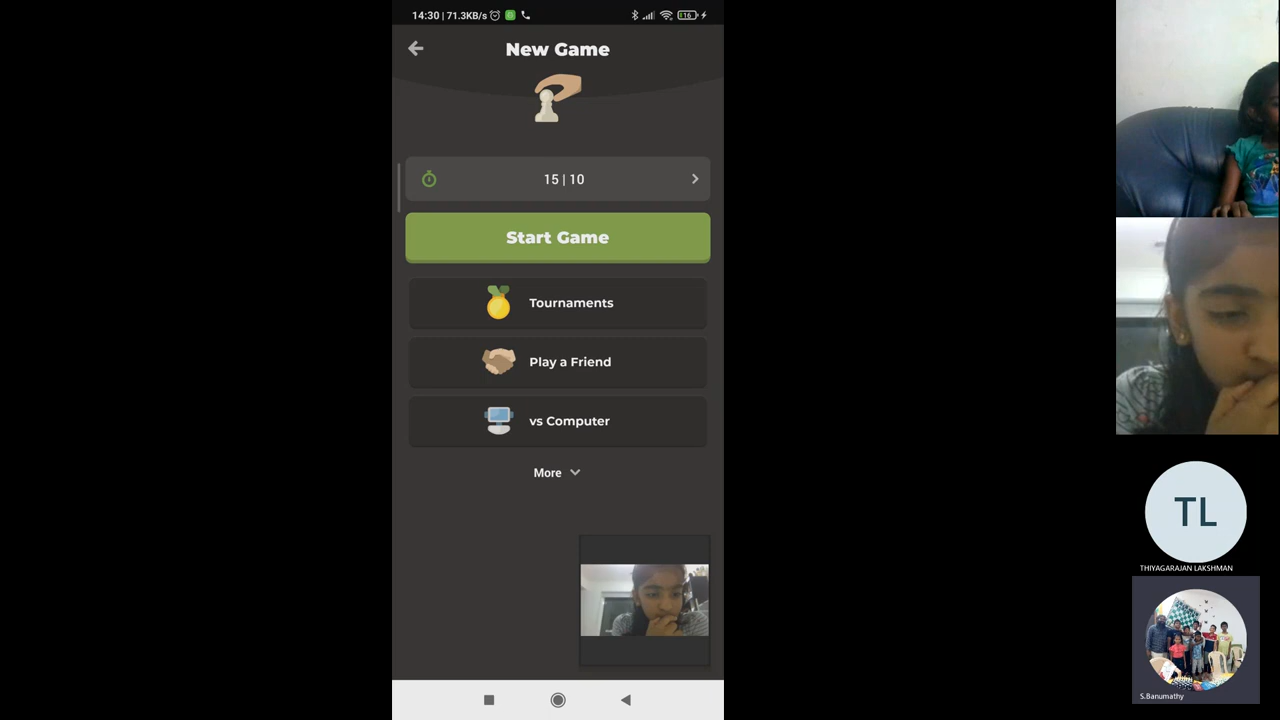 14:30 | 71.3KB/s
16
New Game
15 | 10
Start Game
Tournaments
Play a Friend
vs Computer
More
TL
THIYAGARAJAN LAKSHMAN
S.Banumathy